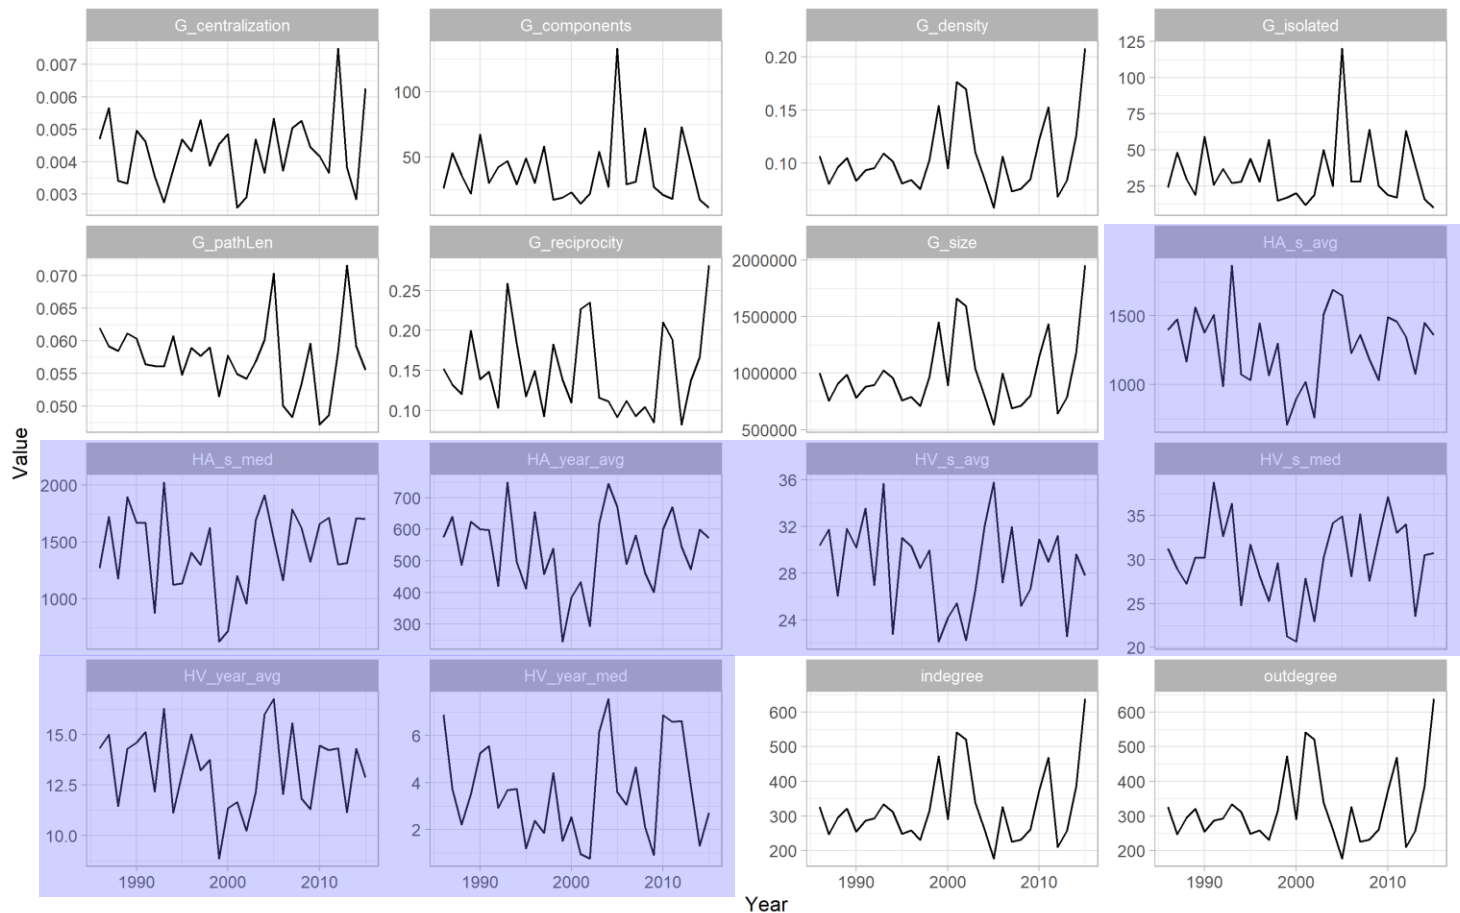 G_centralization G_components G_density G_isolated
0.007 0.006 0.005 0.004 0.003
100 50
0.20 0.15 0.10
125 100 75 50 25
G_pathLen G_reciprocity G_size HA_s_avg
0.070 0.065 0.060 0.055 0.050
0.25 0.20 0.15 0.10
2000000 1500000 1000000 500000
1500 1000
Value
HA_s_med HA_year_avg HV_s_avg HV_s_med
2000 1500 1000
700 600 500 400 300
36 32 28 24
35 30 25 20
HV_year_avg HV_year_med indegree outdegree
15.0 12.5 10.0
6 4 2
600 500 400 300 200
600 500 400 300 200
1990 2000 2010 1990 2000 2010 1990 2000 2010 1990 2000 2010
Year